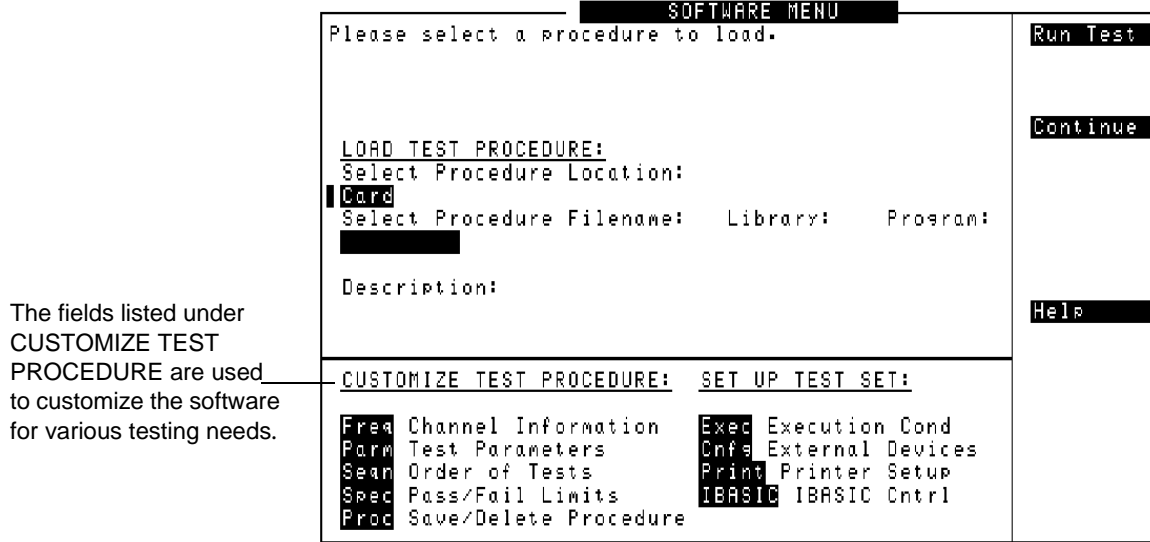 SOFTWARE MENU
Please select a procedure to load.
Run Test
Continue
LOAD TEST PROCEDURE:
Select Procedure Location:
Card
Select Procedure Filename: Library: Program:
Description:
Help
The fields listed under
CUSTOMIZE TEST
PROCEDURE are used
to customize the software
for various testing needs.
CUSTOMIZE TEST PROCEDURE: SET UP TEST SET:
Freq Channel Information Exec Execution Cond
Parm Test Parameters Cnfg External Devices
Seqn Order of Tests Print Printer Setup
Spec Pass/Fail Limits IBASIC IBASIC Cntrl
Proc Save/Delete Procedure